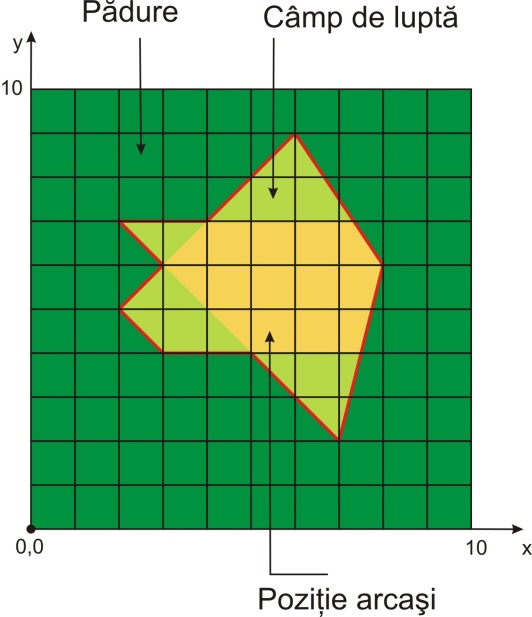 Pădure
Câmp de luptă
y
10
0,0
10
x
Poziţie arcaşi